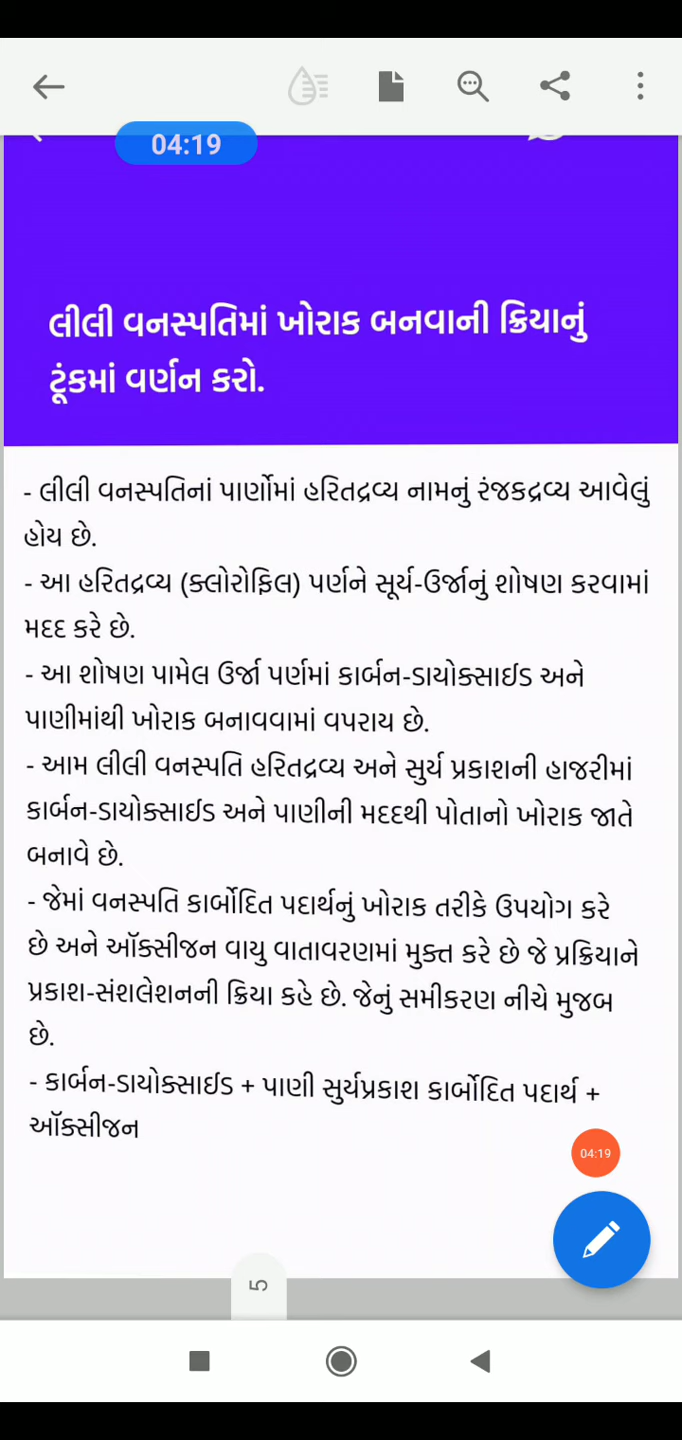 04:19
લીલી વનસ્પતિમાં ખોરાક બનવાની ક્રિયાનું
ટૂંકમાં વર્ણન કરો.
- લીલી વનસ્પતિનાં પાર્ણોમાં હરિતદ્રવ્ય નામનું રંજકદ્રવ્ય આવેલું
હોય છે.
- આ હરિતદ્રવ્ય (ક્લોરોફિલ) પર્ણને સૂર્ય-ઉર્જાનું શોષણ કરવામાં
મદદ કરે છે.
- આ શોષણ પામેલ ઉર્જા પર્ણમાં કાર્બન-ડાયોક્સાઈડ અને
પાણીમાંથી ખોરાક બનાવવામાં વપરાય છે.
- આમ લીલી વનસ્પતિ હરિતદ્રવ્ય અને સુર્ય પ્રકાશની હાજરીમાં
કાર્બન-ડાયોક્સાઈડ અને પાણીની મદદથી પોતાનો ખોરાક જાતે
બનાવે છે.
- જેમાં વનસ્પતિ કાર્બોદિત પદાર્થનું ખોરાક તરીકે ઉપયોગ કરે
છે અને ઑક્સીજન વાયુ વાતાવરણમાં મુક્ત કરે છે જે પ્રક્રિયાને
પ્રકાશ-સંશલેશનની ક્રિયા કહે છે. જેનું સમીકરણ નીચે મુજબ
છે.
- કાર્બન-ડાયોક્સાઈડ + પાણી સુર્યપ્રકાશ કાર્બોદિત પદાર્થ +
ઑક્સીજન
04:19
5